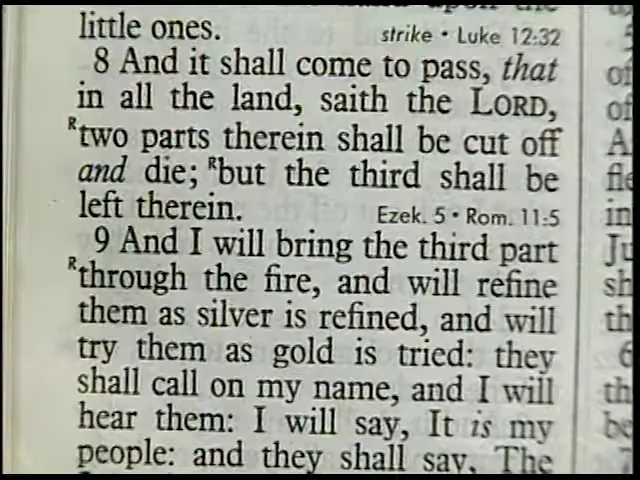 little ones. strike • Luke 12:32
8 And it shall come to pass, that
in all the land, saith the LORD,
R two parts therein shall be cut off
and die; R but the third shall be
left therein. Ezek. 5 • Rom. 11:5
9 And I will bring the third part
R through the fire, and will refine
them as silver is refined, and will
try them as gold is tried: they
shall call on my name, and I will
hear them: I will say, It is my
people: and they shall say, The